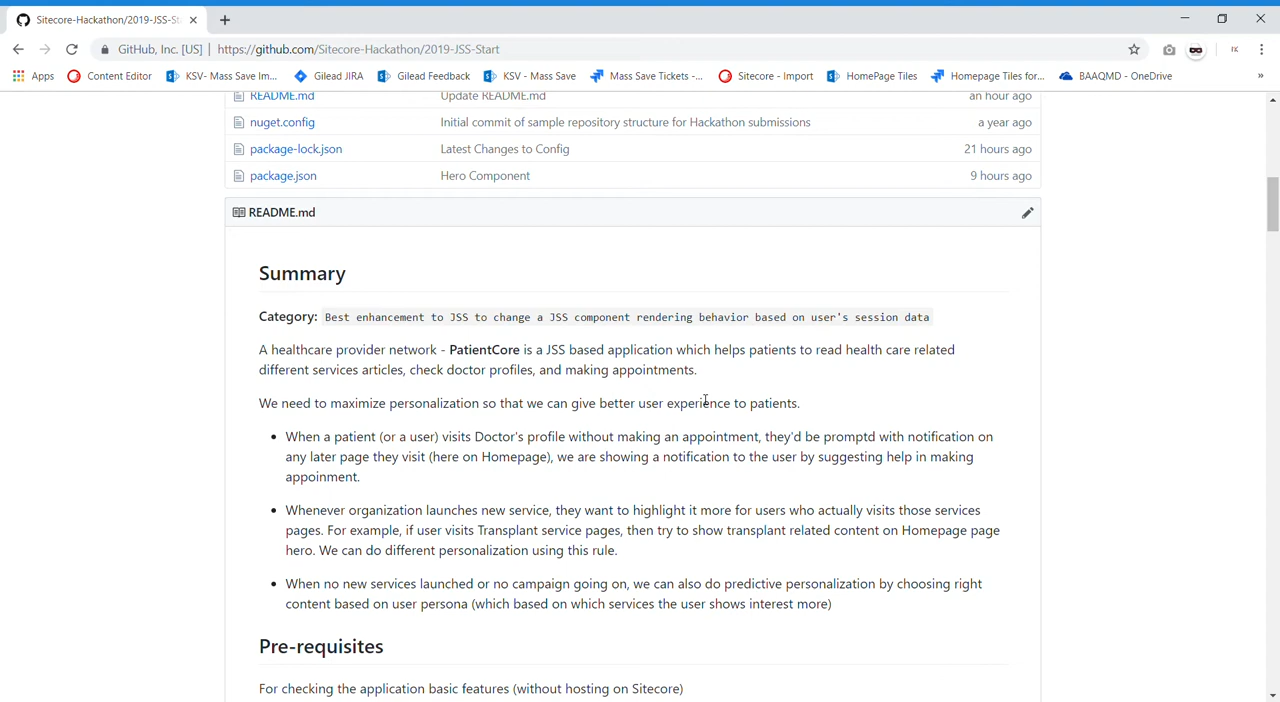 Sitecore-Hackathon/2019-JSS-St
GitHub, Inc. [US] | https://github.com/Sitecore-Hackathon/2019-JSS-Start
Apps Content Editor KSV- Mass Save Im... Gilead JIRA Gilead Feedback KSV - Mass Save Mass Save Tickets -... Sitecore - Import HomePage Tiles Homepage Tiles for... BAAQMD - OneDrive »
README.md Update README.md an hour ago
nuget.config Initial commit of sample repository structure for Hackathon submissions a year ago
package-lock.json Latest Changes to Config 21 hours ago
package.json Hero Component 9 hours ago
README.md
Summary
Category: Best enhancement to JSS to change a JSS component rendering behavior based on user's session data
A healthcare provider network - PatientCore is a JSS based application which helps patients to read health care related
different services articles, check doctor profiles, and making appointments.
We need to maximize personalization so that we can give better user experience to patients.
• When a patient (or a user) visits Doctor's profile without making an appointment, they'd be promptd with notification on
any later page they visit (here on Homepage), we are showing a notification to the user by suggesting help in making
appoinment.
• Whenever organization launches new service, they want to highlight it more for users who actually visits those services
pages. For example, if user visits Transplant service pages, then try to show transplant related content on Homepage page
hero. We can do different personalization using this rule.
• When no new services launched or no campaign going on, we can also do predictive personalization by choosing right
content based on user persona (which based on which services the user shows interest more)
Pre-requisites
For checking the application basic features (without hosting on Sitecore)